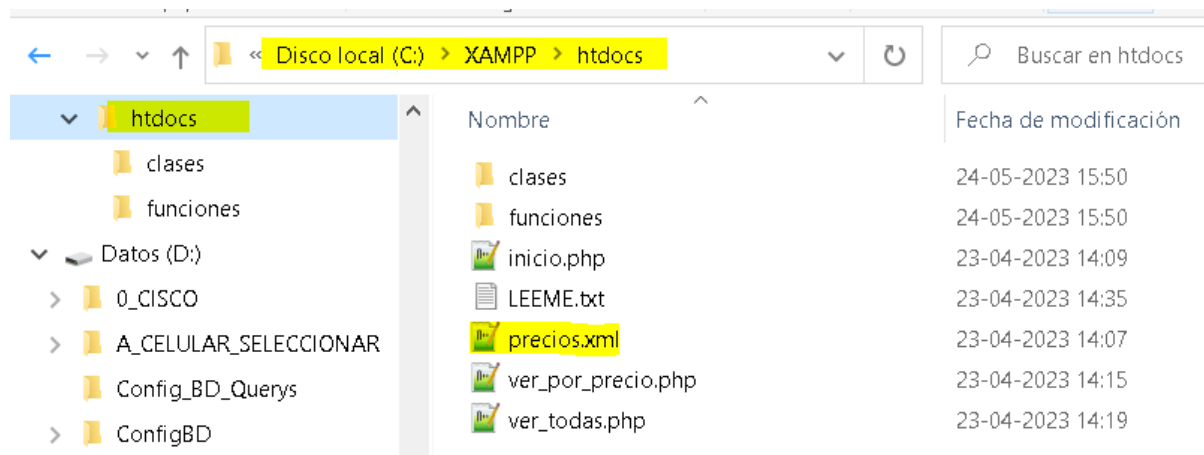 « Disco local (C:) > XAMPP > htdocs
Buscar en htdocs
htdocs
clases
funciones
Datos (D:)
0_CISCO
A_CELULAR_SELECCIONAR
Config_BD_Querys
ConfigBD
Nombre Fecha de modificación
clases 24-05-2023 15:50
funciones 24-05-2023 15:50
inicio.php 23-04-2023 14:09
LEEME.txt 23-04-2023 14:35
precios.xml 23-04-2023 14:07
ver_por_precio.php 23-04-2023 14:15
ver_todas.php 23-04-2023 14:19